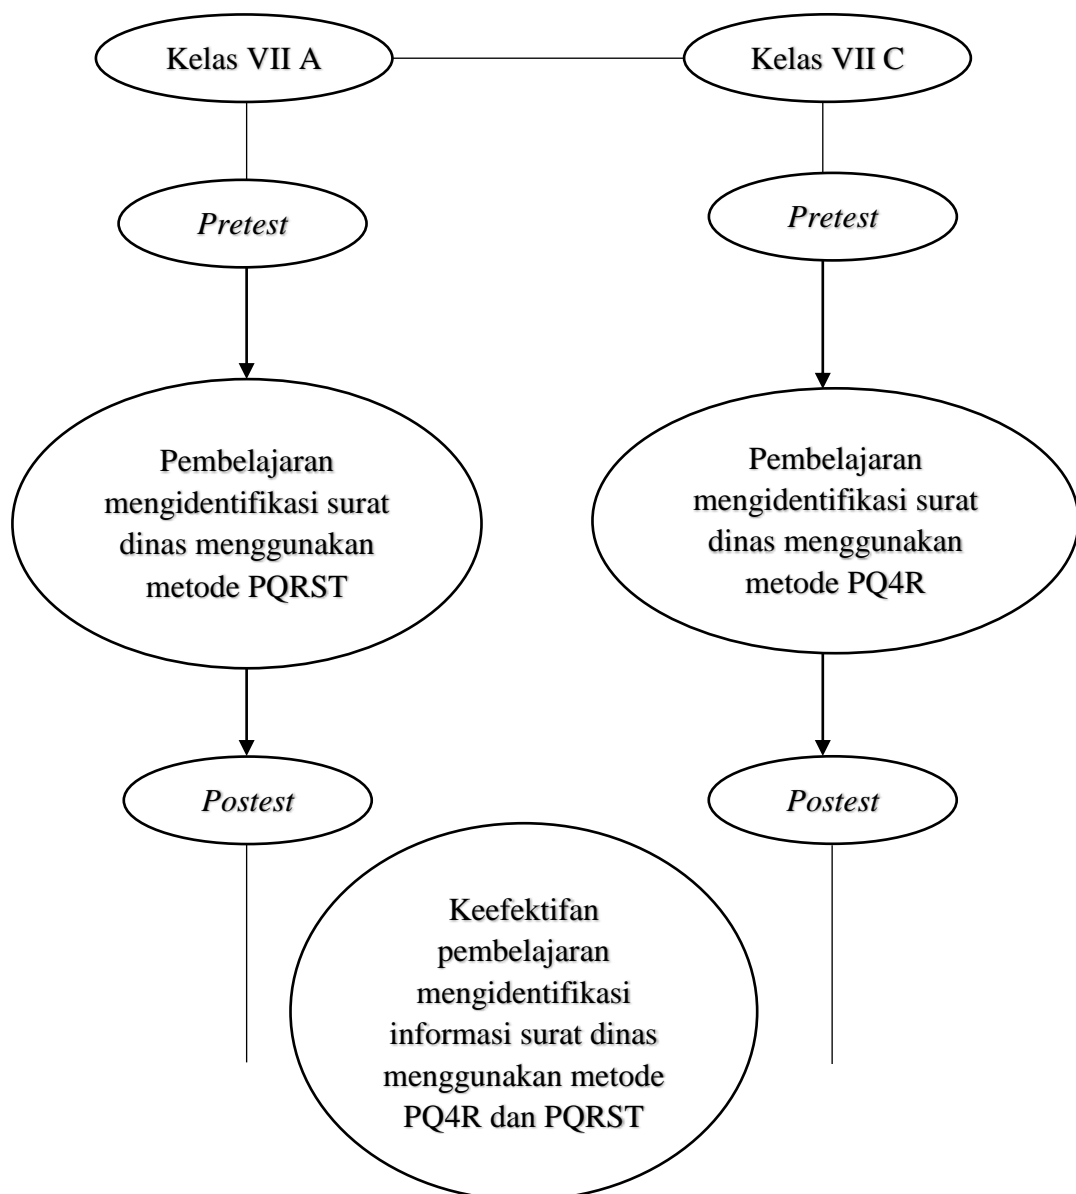 Kelas VII A
Kelas VII C
Pretest
Pretest
Pembelajaran
mengidentifikasi surat
dinas menggunakan
metode PQRST
Pembelajaran
mengidentifikasi surat
dinas menggunakan
metode PQ4R
Postest
Postest
Keefektifan
pembelajaran
mengidentifikasi
informasi surat dinas
menggunakan metode
PQ4R dan PQRST